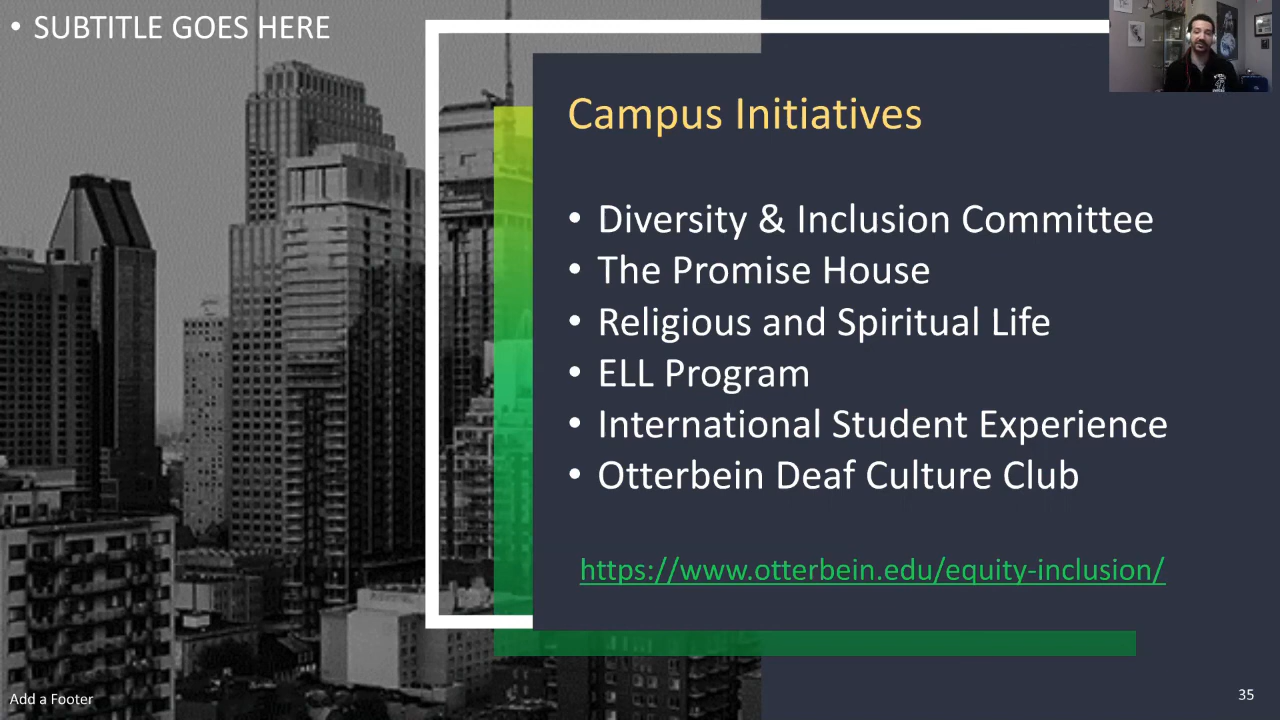 • SUBTITLE GOES HERE
Campus Initiatives
• Diversity & Inclusion Committee
• The Promise House
• Religious and Spiritual Life
• ELL Program
• International Student Experience
• Otterbein Deaf Culture Club
https://www.otterbein.edu/equity-inclusion/
Add a Footer
35